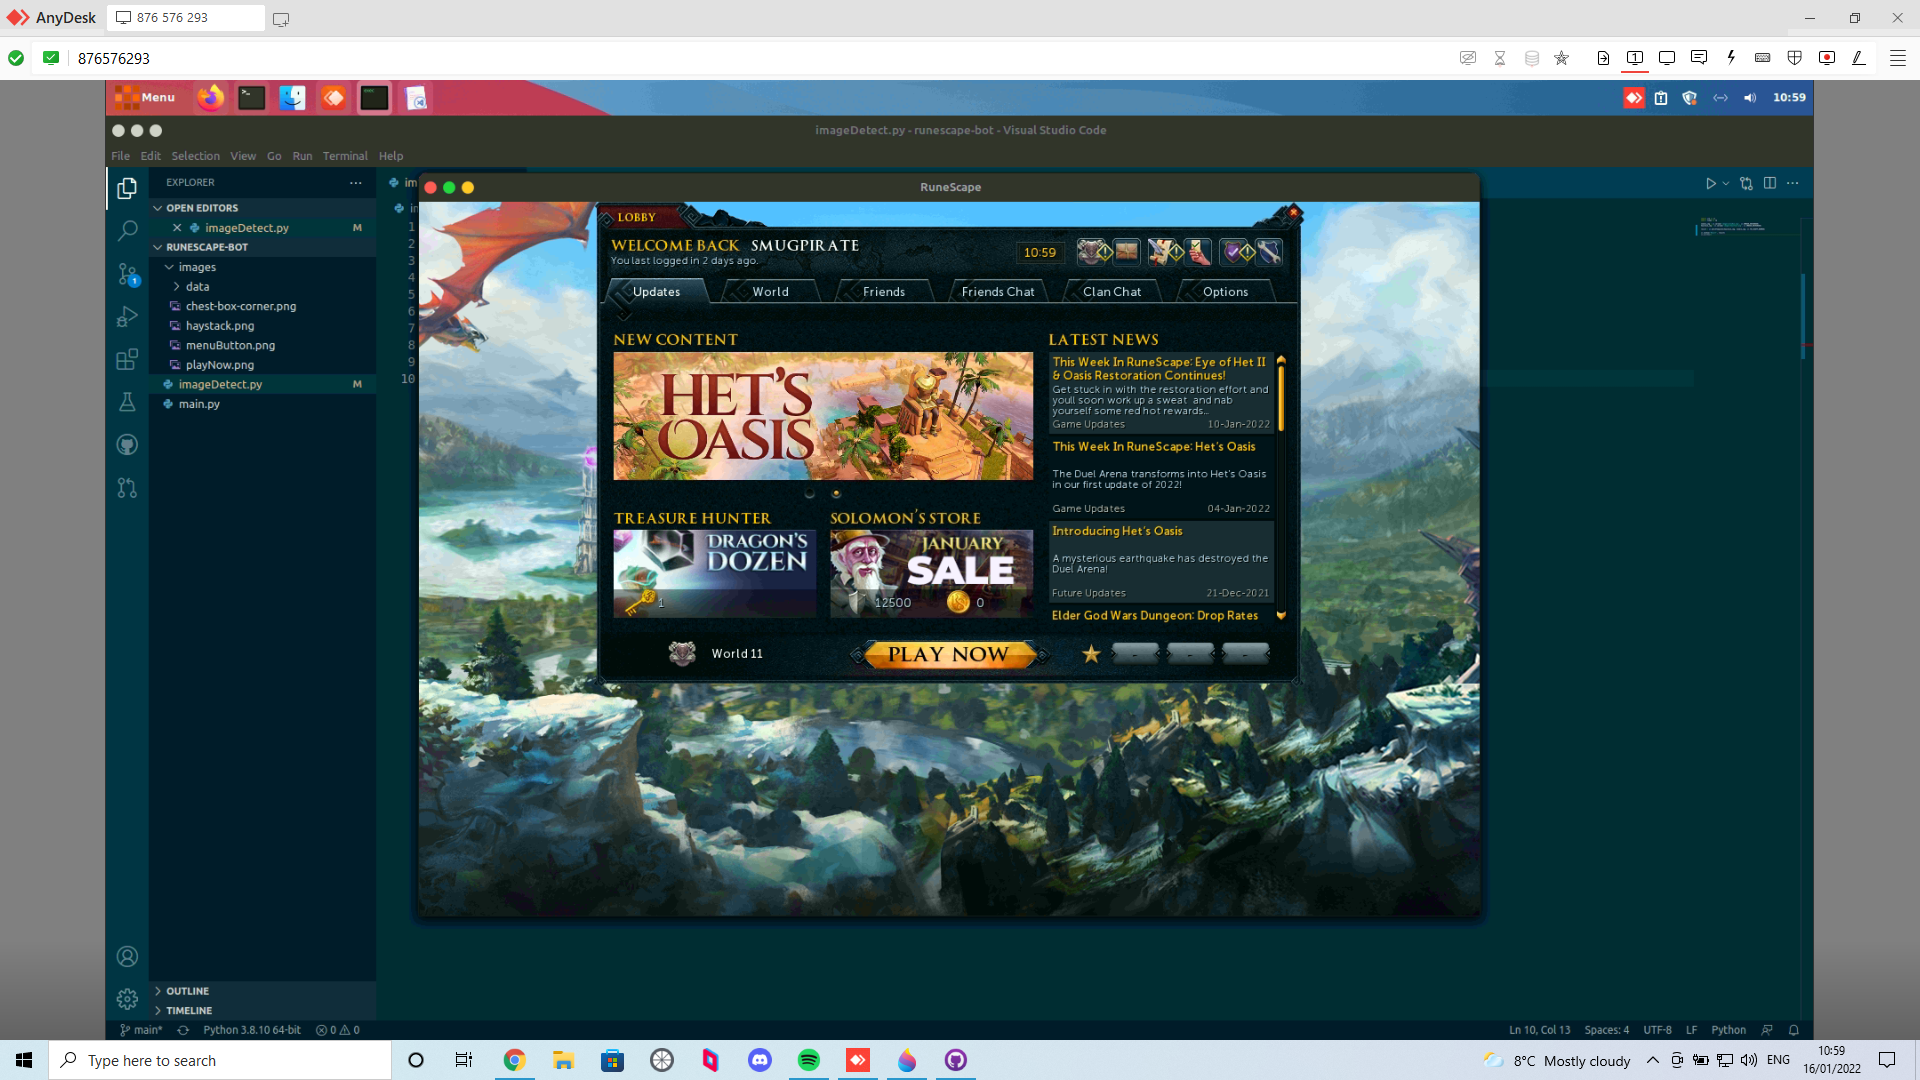 AnyDesk
876 576 293
876576293
1
Menu
10:59
imageDetect.py - runescape-bot - Visual Studio Code
File Edit Selection View Go Run Terminal Help
EXPLORER
im
RuneScape
OPEN EDITORS
imageDetect.py M
RUNESCAPE-BOT
images
data
chest-box-corner.png
haystack.png
menuButton.png
playNow.png
imageDetect.py M
main.py
1
2
3
4
5
6
7
8
9
10
LOBBY
WELCOME BACK SMUGPIRATE
You last logged in 2 days ago.
10:59
Updates World Friends Friends Chat Clan Chat Options
NEW CONTENT
HET'S
OASIS
TREASURE HUNTER
DRAGON'S
DOZEN
1
SOLOMON'S STORE
JANUARY
SALE
12500 0
LATEST NEWS
This Week In RuneScape: Eye of Het II
& Oasis Restoration Continues!
Get stuck in with the restoration effort and
youll soon work up a sweat and nab
yourself some red hot rewards...
Game Updates 10-Jan-2022
This Week In RuneScape: Het's Oasis
The Duel Arena transforms into Het's Oasis
in our first update of 2022!
Game Updates 04-Jan-2022
Introducing Het's Oasis
A mysterious earthquake has destroyed the
Duel Arena!
Future Updates 21-Dec-2021
Elder God Wars Dungeon: Drop Rates
World 11
PLAY NOW
- - -
1
OUTLINE
TIMELINE
main* Python 3.8.10 64-bit 0 0
Ln 10, Col 13 Spaces: 4 UTF-8 LF Python
Type here to search
8°C Mostly cloudy
ENG
10:59
16/01/2022